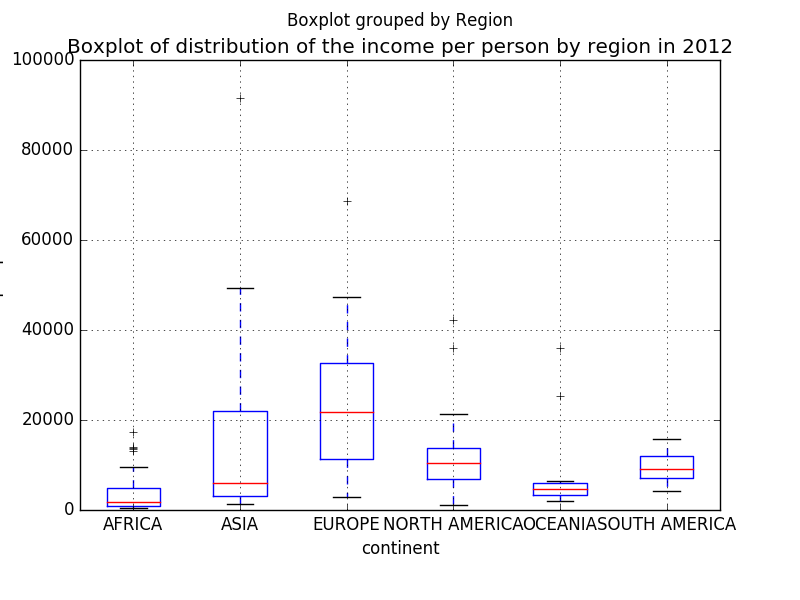 Boxplot grouped by Region
Boxplot of distribution of the income per person by region in 2012
100000
80000
60000
40000
20000
0
AFRICA ASIA EUROPE NORTH AMERICA OCEANIA SOUTH AMERICA
continent